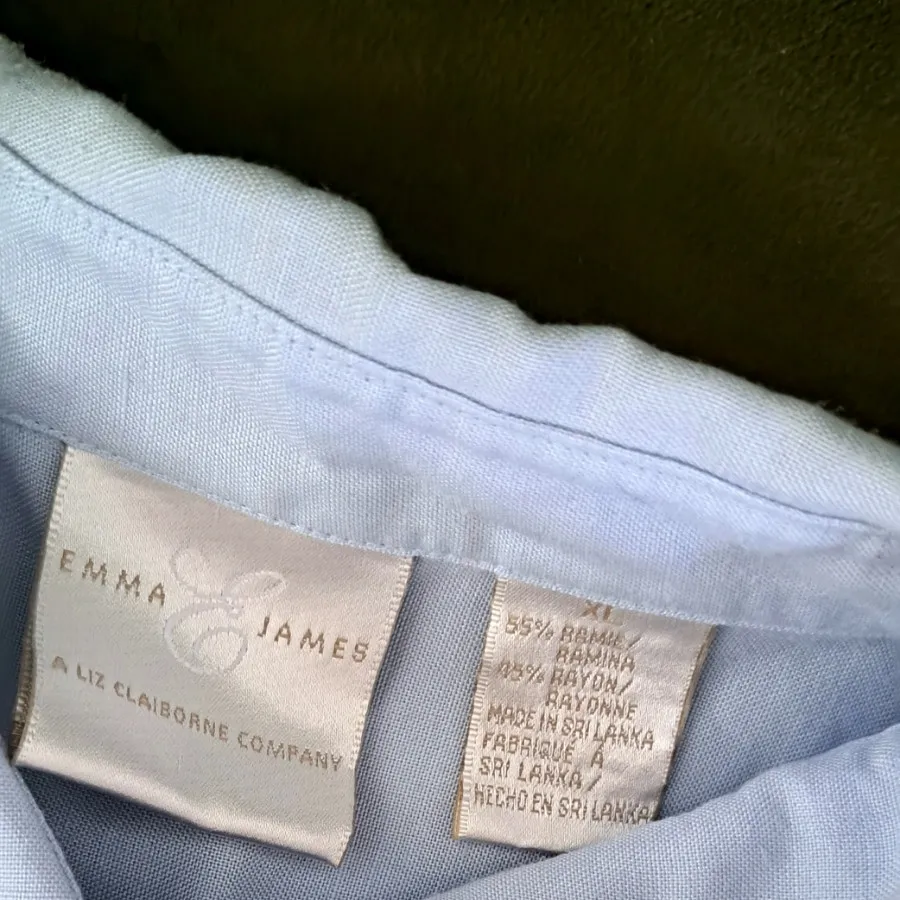 EMMA & JAMES
A LIZ CLAIBORNE COMPANY
XL
55% RAMIE/
RAMINA
45% RAYON/
RAYONNE
MADE IN SRI LANKA
FABRIQUÉ À
SRI LANKA/
HECHO EN SRI LANKA